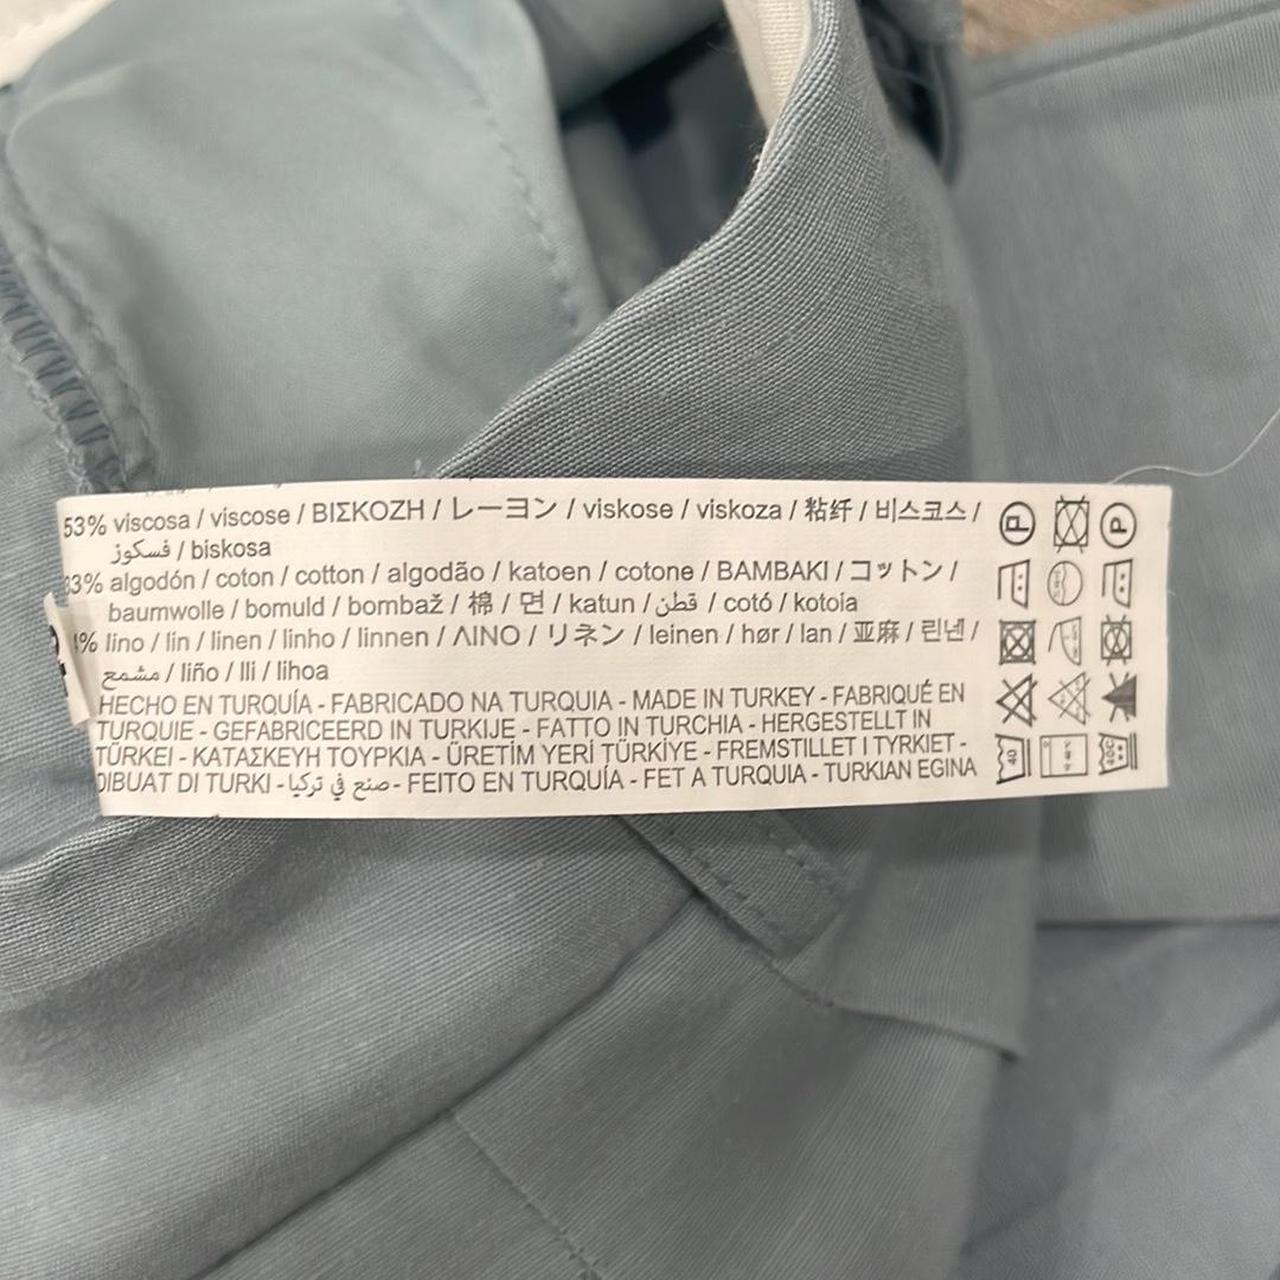 53% viscosa / viscose / ΒΙΣΚΟΖΗ / レーヨン / viskose / viskoza / 粘纤 / 비스코스 /
فسكوز / biskosa
33% algodón / coton / cotton / algodão / katoen / cotone / BAMBAKI / コットン /
baumwolle / bomuld / bombaž / 棉 / 면 / katun / قطن / cotó / kotoia
4% lino / lin / linen / linho / linnen / ΛΙΝΟ / リネン / leinen / hør / lan / 亚麻 / 린넨 /
مشمع / liño / lli / lihoa
HECHO EN TURQUÍA - FABRICADO NA TURQUIA - MADE IN TURKEY - FABRIQUÉ EN
TURQUIE - GEFABRICEERD IN TURKIJE - FATTO IN TURCHIA - HERGESTELLT IN
TÜRKEI - ΚΑΤΑΣΚΕΥΗ ΤΟΥΡΚΙΑ - ÜRETİM YERİ TÜRKİYE - FREMSTILLET I TYRKIET -
DIBUAT DI TURKI - صنع في تركيا - FEITO EN TURQUÍA - FET A TURQUIA - TURKIAN EGINA
P P
40